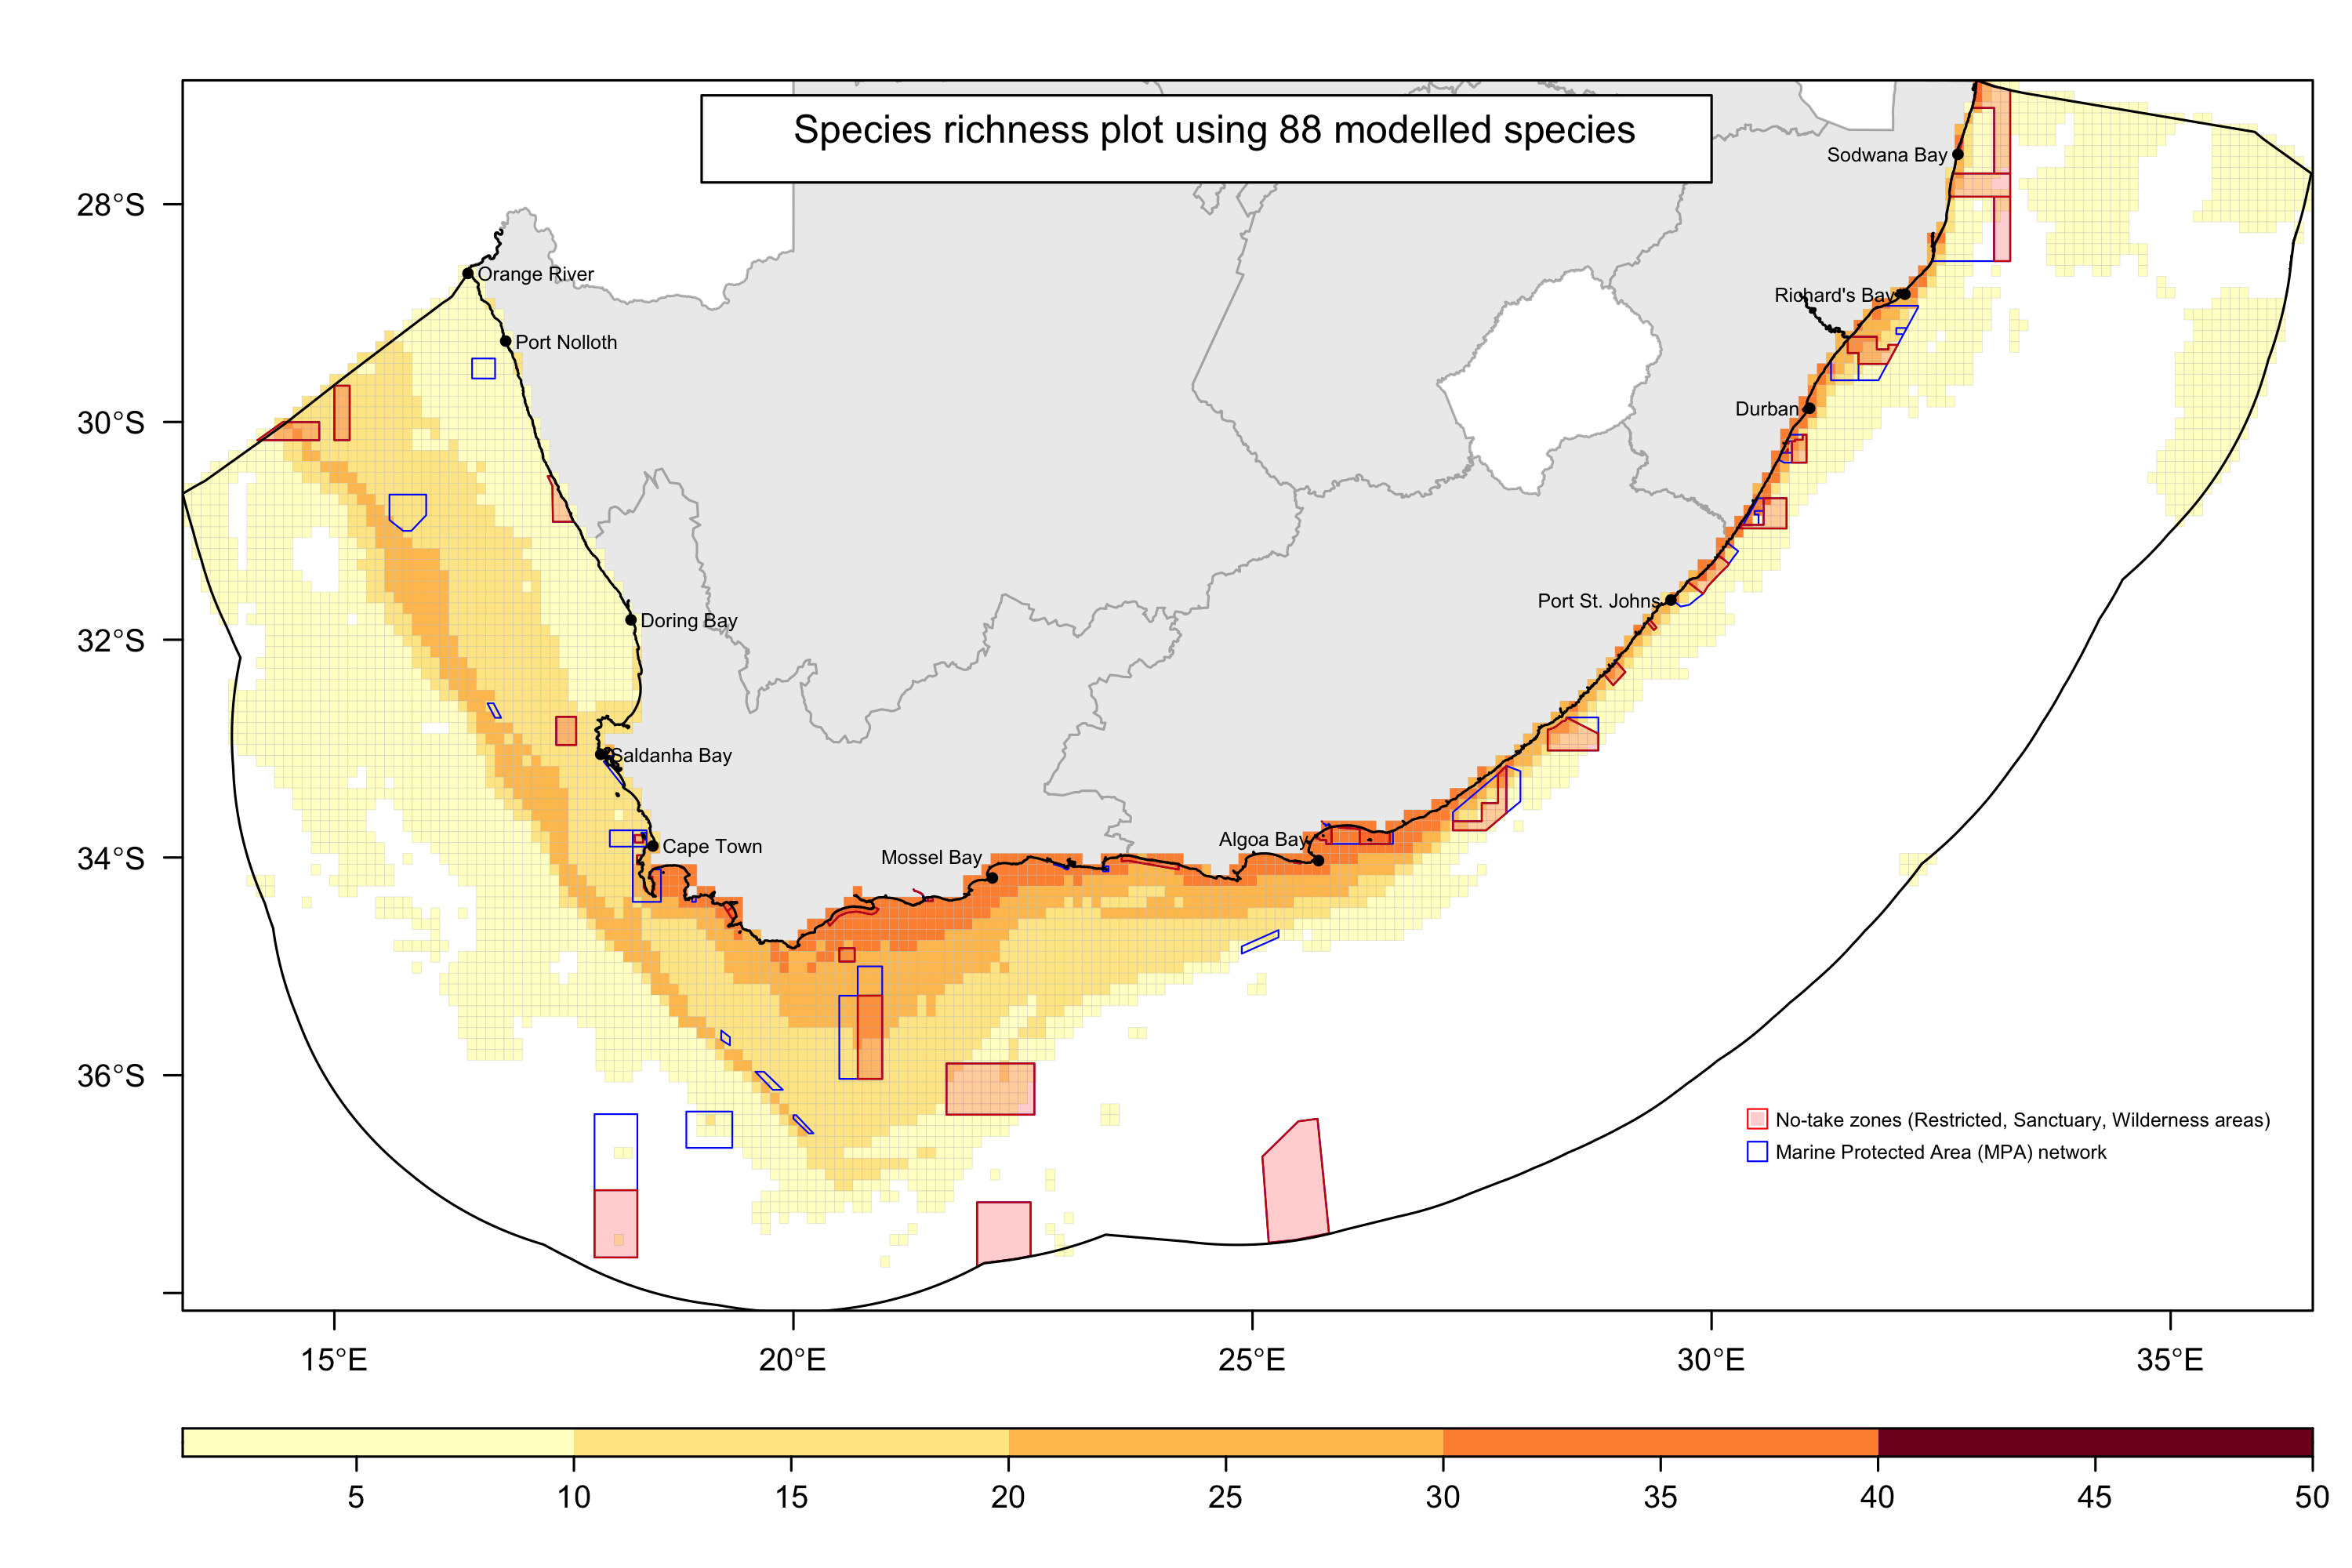 Species richness plot using 88 modelled species
Sodwana Bay
28°S
Orange River
Richard's Bay
Port Nolloth
Durban
30°S
Port St. Johns
Doring Bay
32°S
Saldanha Bay
Algoa Bay
Cape Town
Mossel Bay
34°S
36°S
No-take zones (Restricted, Sanctuary, Wilderness areas)
Marine Protected Area (MPA) network
15°E 20°E 25°E 30°E 35°E
5 10 15 20 25 30 35 40 45 50